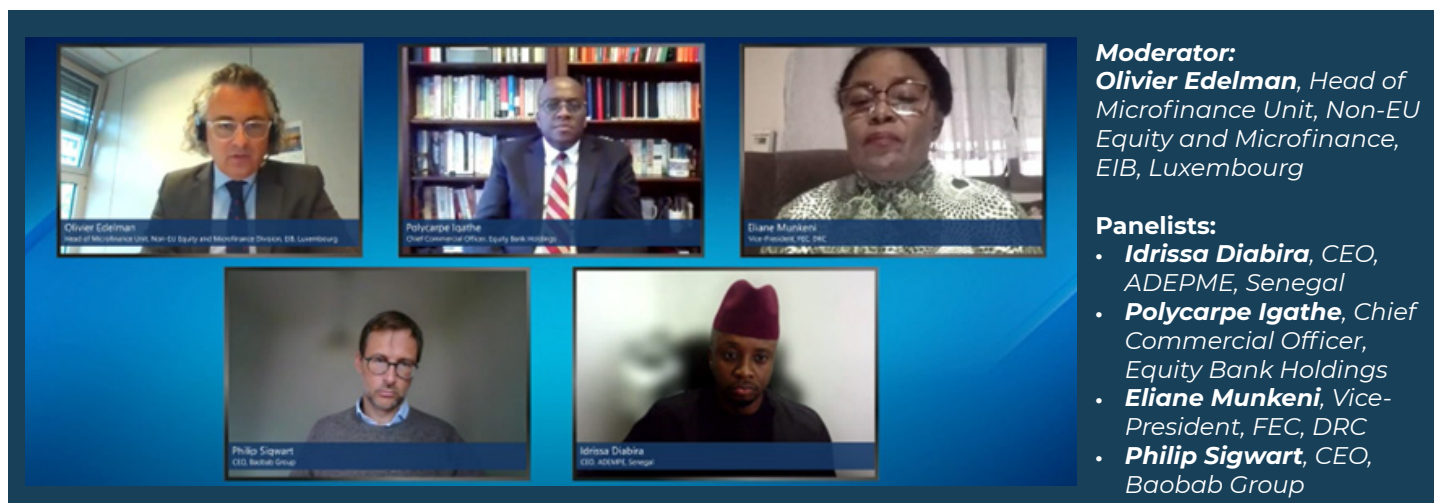 Olivier Edelman
Head of Microfinance Unit, Non-EU Equity and Microfinance Division, EIB, Luxembourg
Polycarpe Igathe
Chief Commercial Officer, Equity Bank Holdings
Diane Munkeni
Vice-President, FEC, DRC
Philip Sigwart
CEO, Baobab Group
Idrissa Diabira
CEO, ADEMPE, Senegal
Moderator:
Olivier Edelman, Head of
Microfinance Unit, Non-EU
Equity and Microfinance,
EIB, Luxembourg
Panelists:
• Idrissa Diabira, CEO,
ADEPME, Senegal
• Polycarpe Igathe, Chief
Commercial Officer,
Equity Bank Holdings
• Eliane Munkeni, Vice-
President, FEC, DRC
• Philip Sigwart, CEO,
Baobab Group